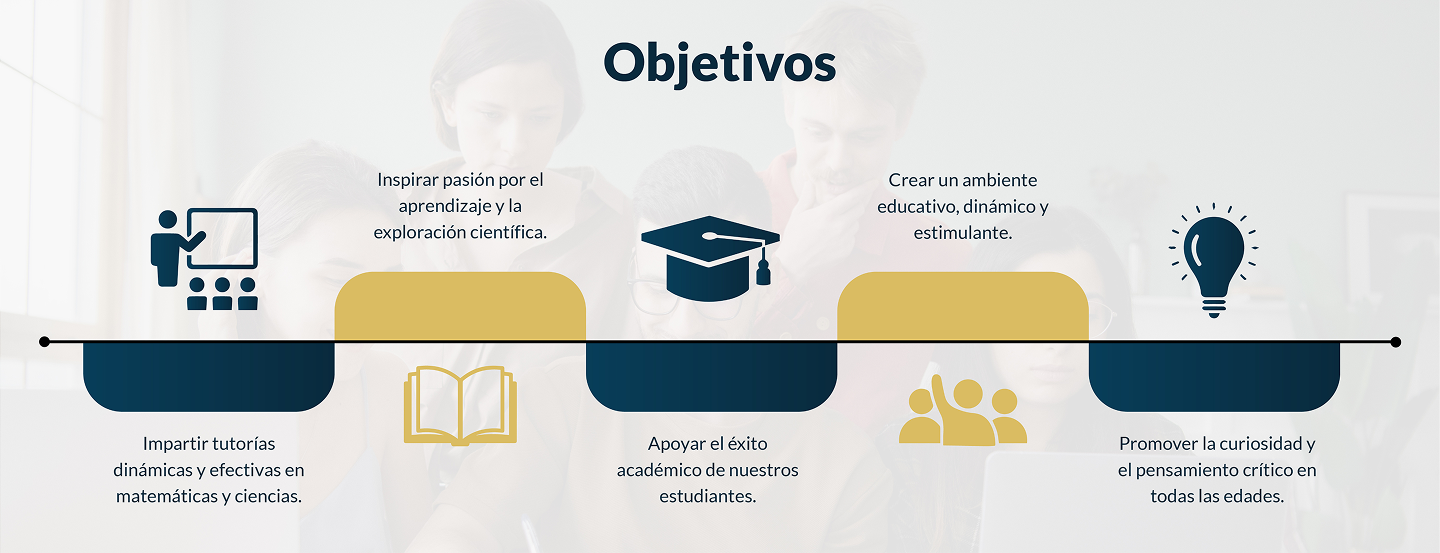 Objetivos
Impartir tutorías
dinámicas y efectivas en
matemáticas y ciencias.
Inspirar pasión por el
aprendizaje y la
exploración científica.
Apoyar el éxito
académico de nuestros
estudiantes.
Crear un ambiente
educativo, dinámico y
estimulante.
Promover la curiosidad y
el pensamiento crítico en
todas las edades.